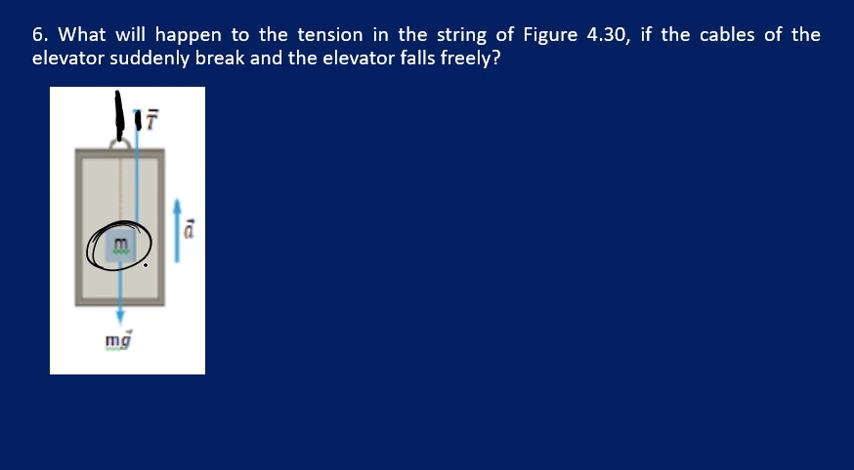 6. What will happen to the tension in the string of Figure 4.30, if the cables of the
elevator suddenly break and the elevator falls freely?
T⃗
a⃗
m
mg⃗